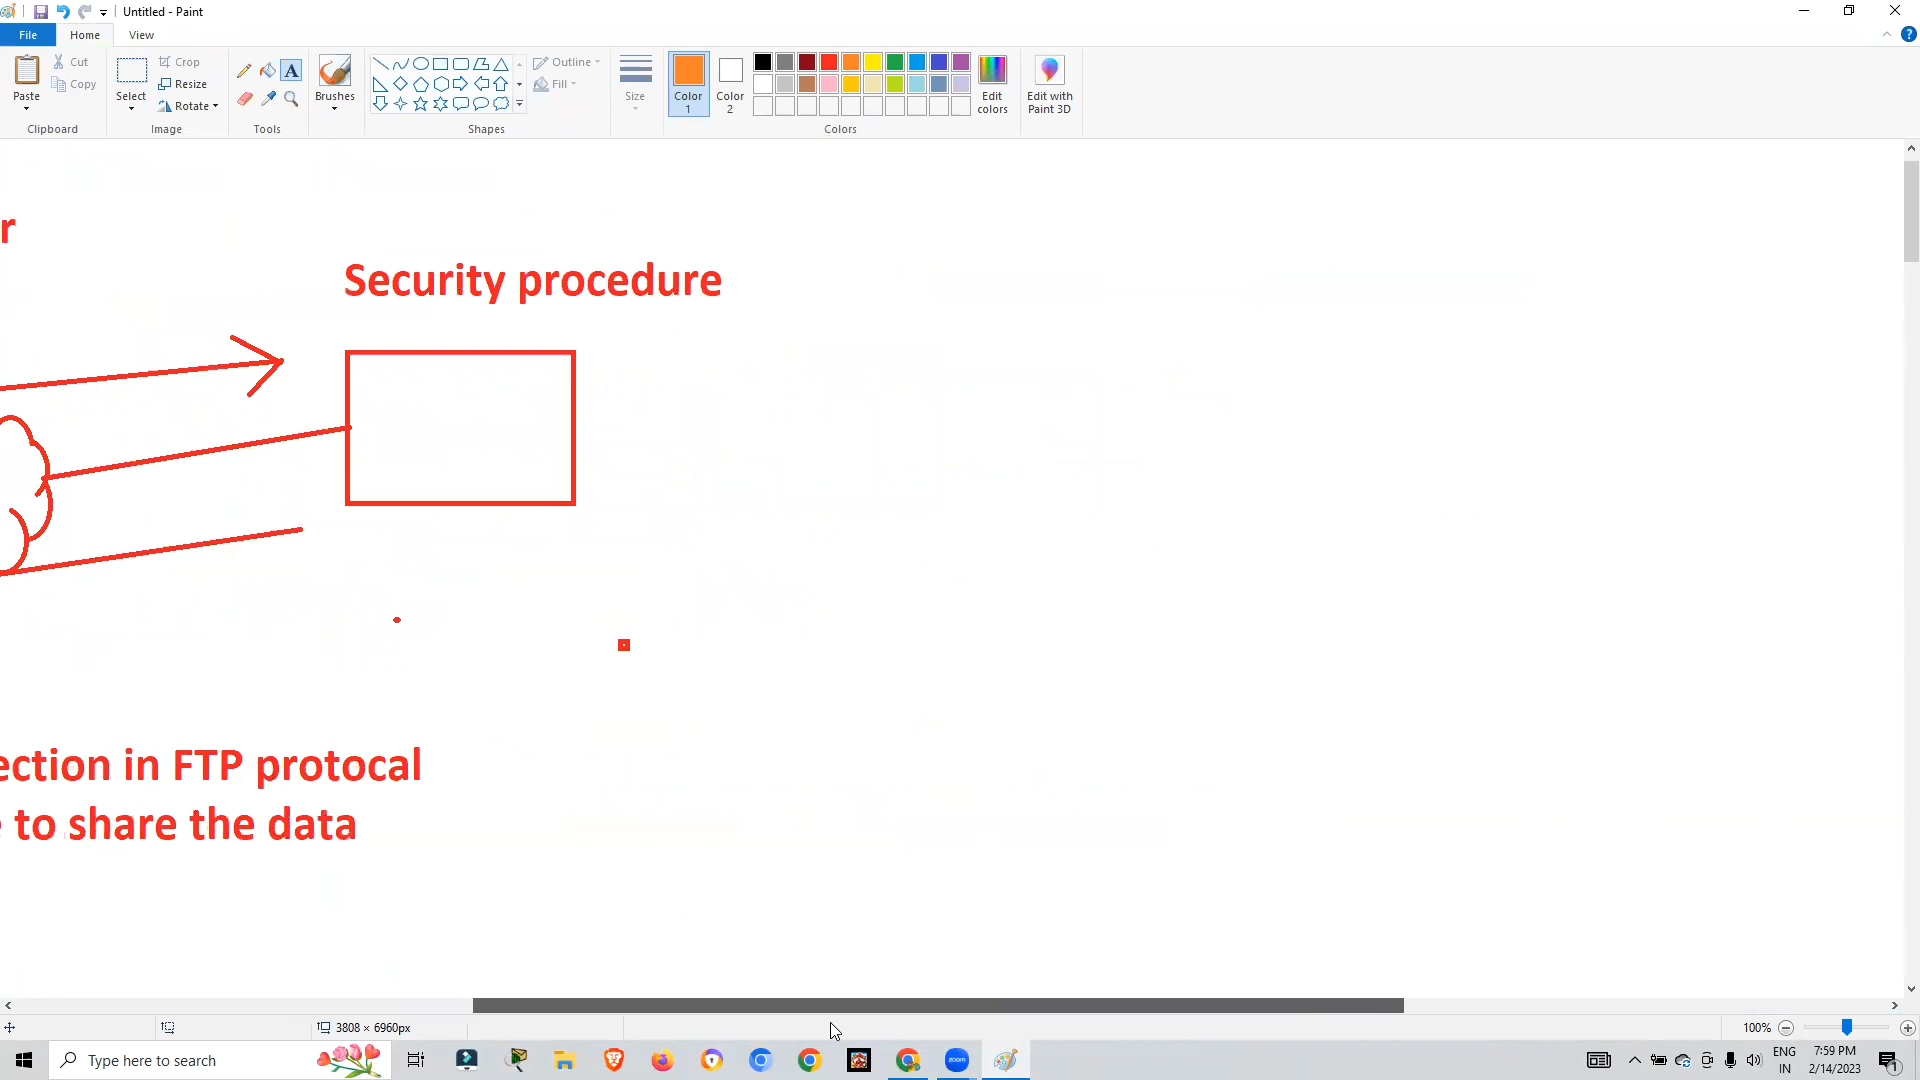 Untitled - Paint
File Home View
Paste
Cut
Copy
Clipboard
Select
Crop
Resize
Rotate
Image
A
Tools
Brushes
Shapes
Outline
Fill
Size
Color 1
Color 2
Colors
Edit colors
Edit with Paint 3D
?
r
Security procedure
ection in FTP protocal
e to share the data
3808 × 6960px
100%
Type here to search
zoom
ENG
IN
7:59 PM
2/14/2023
1